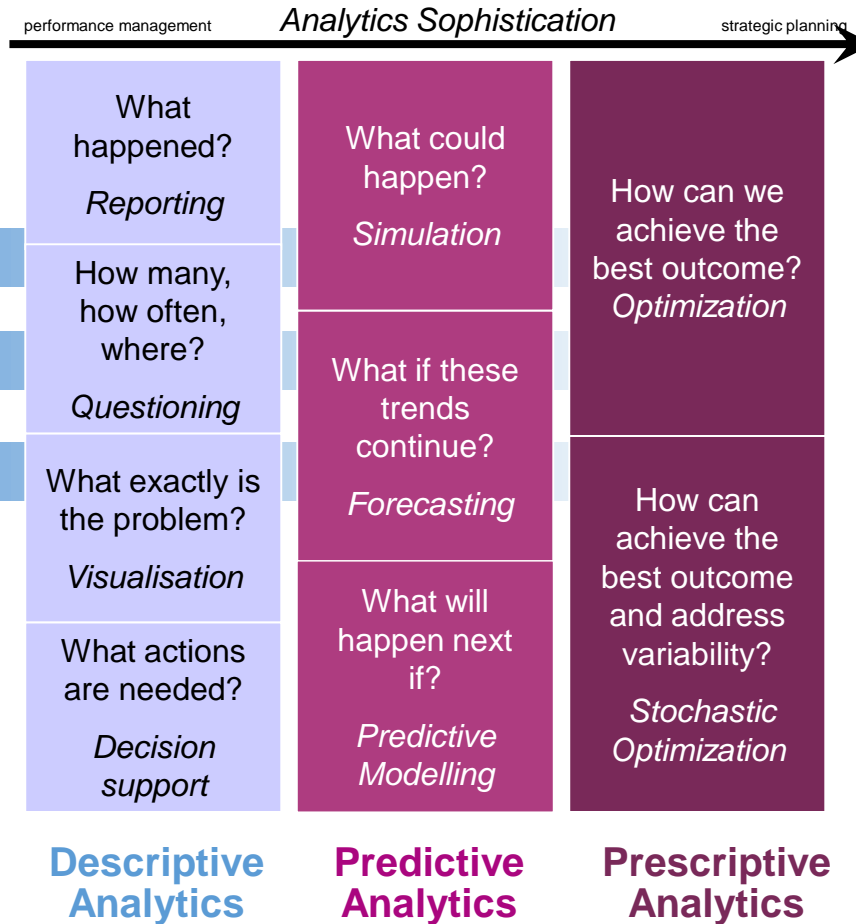 performance management Analytics Sophistication strategic planning
What
happened?
Reporting
How many,
how often,
where?
Questioning
What exactly is
the problem?
Visualisation
What actions
are needed?
Decision
support
What could
happen?
Simulation
What if these
trends
continue?
Forecasting
What will
happen next
if?
Predictive
Modelling
How can we
achieve the
best outcome?
Optimization
How can
achieve the
best outcome
and address
variability?
Stochastic
Optimization
Descriptive
Analytics
Predictive
Analytics
Prescriptive
Analytics